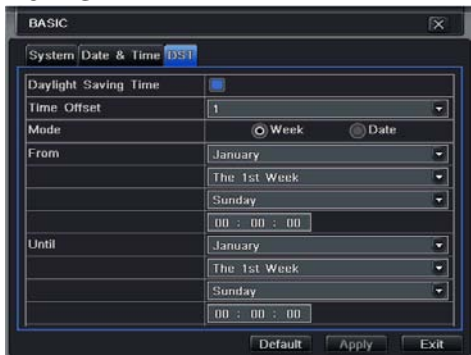 BASIC
System Date & Time DST
Daylight Saving Time
Time Offset 1
Mode Week Date
From January
The 1st Week
Sunday
00 : 00 : 00
Until January
The 1st Week
Sunday
00 : 00 : 00
Default Apply Exit